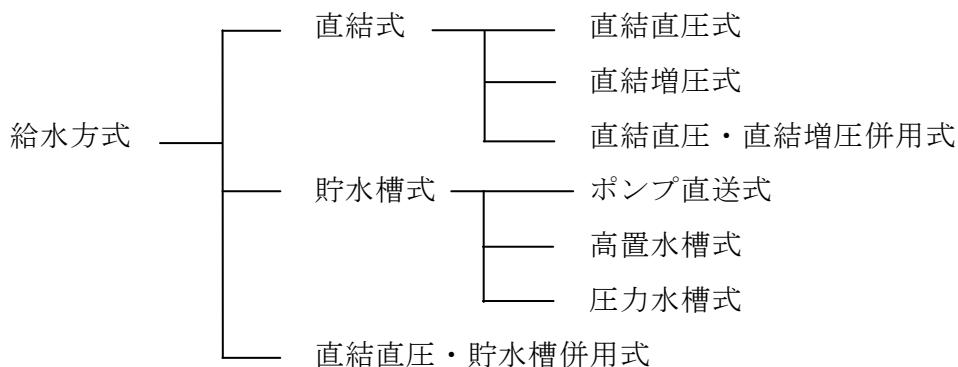 直結式 直結直圧式
直結増圧式
給水方式 直結直圧・直結増圧併用式
貯水槽式 ポンプ直送式
高置水槽式
圧力水槽式
直結直圧・貯水槽併用式